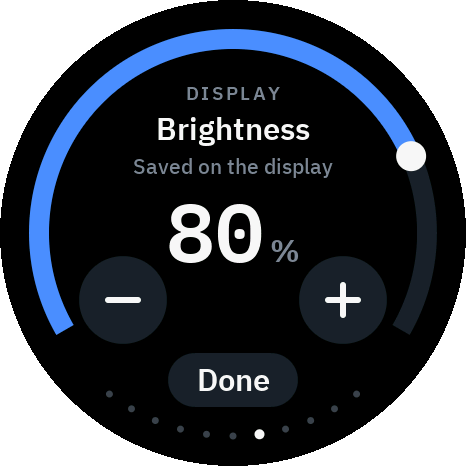 DISPLAY
Brightness
Saved on the display
80 %
Done